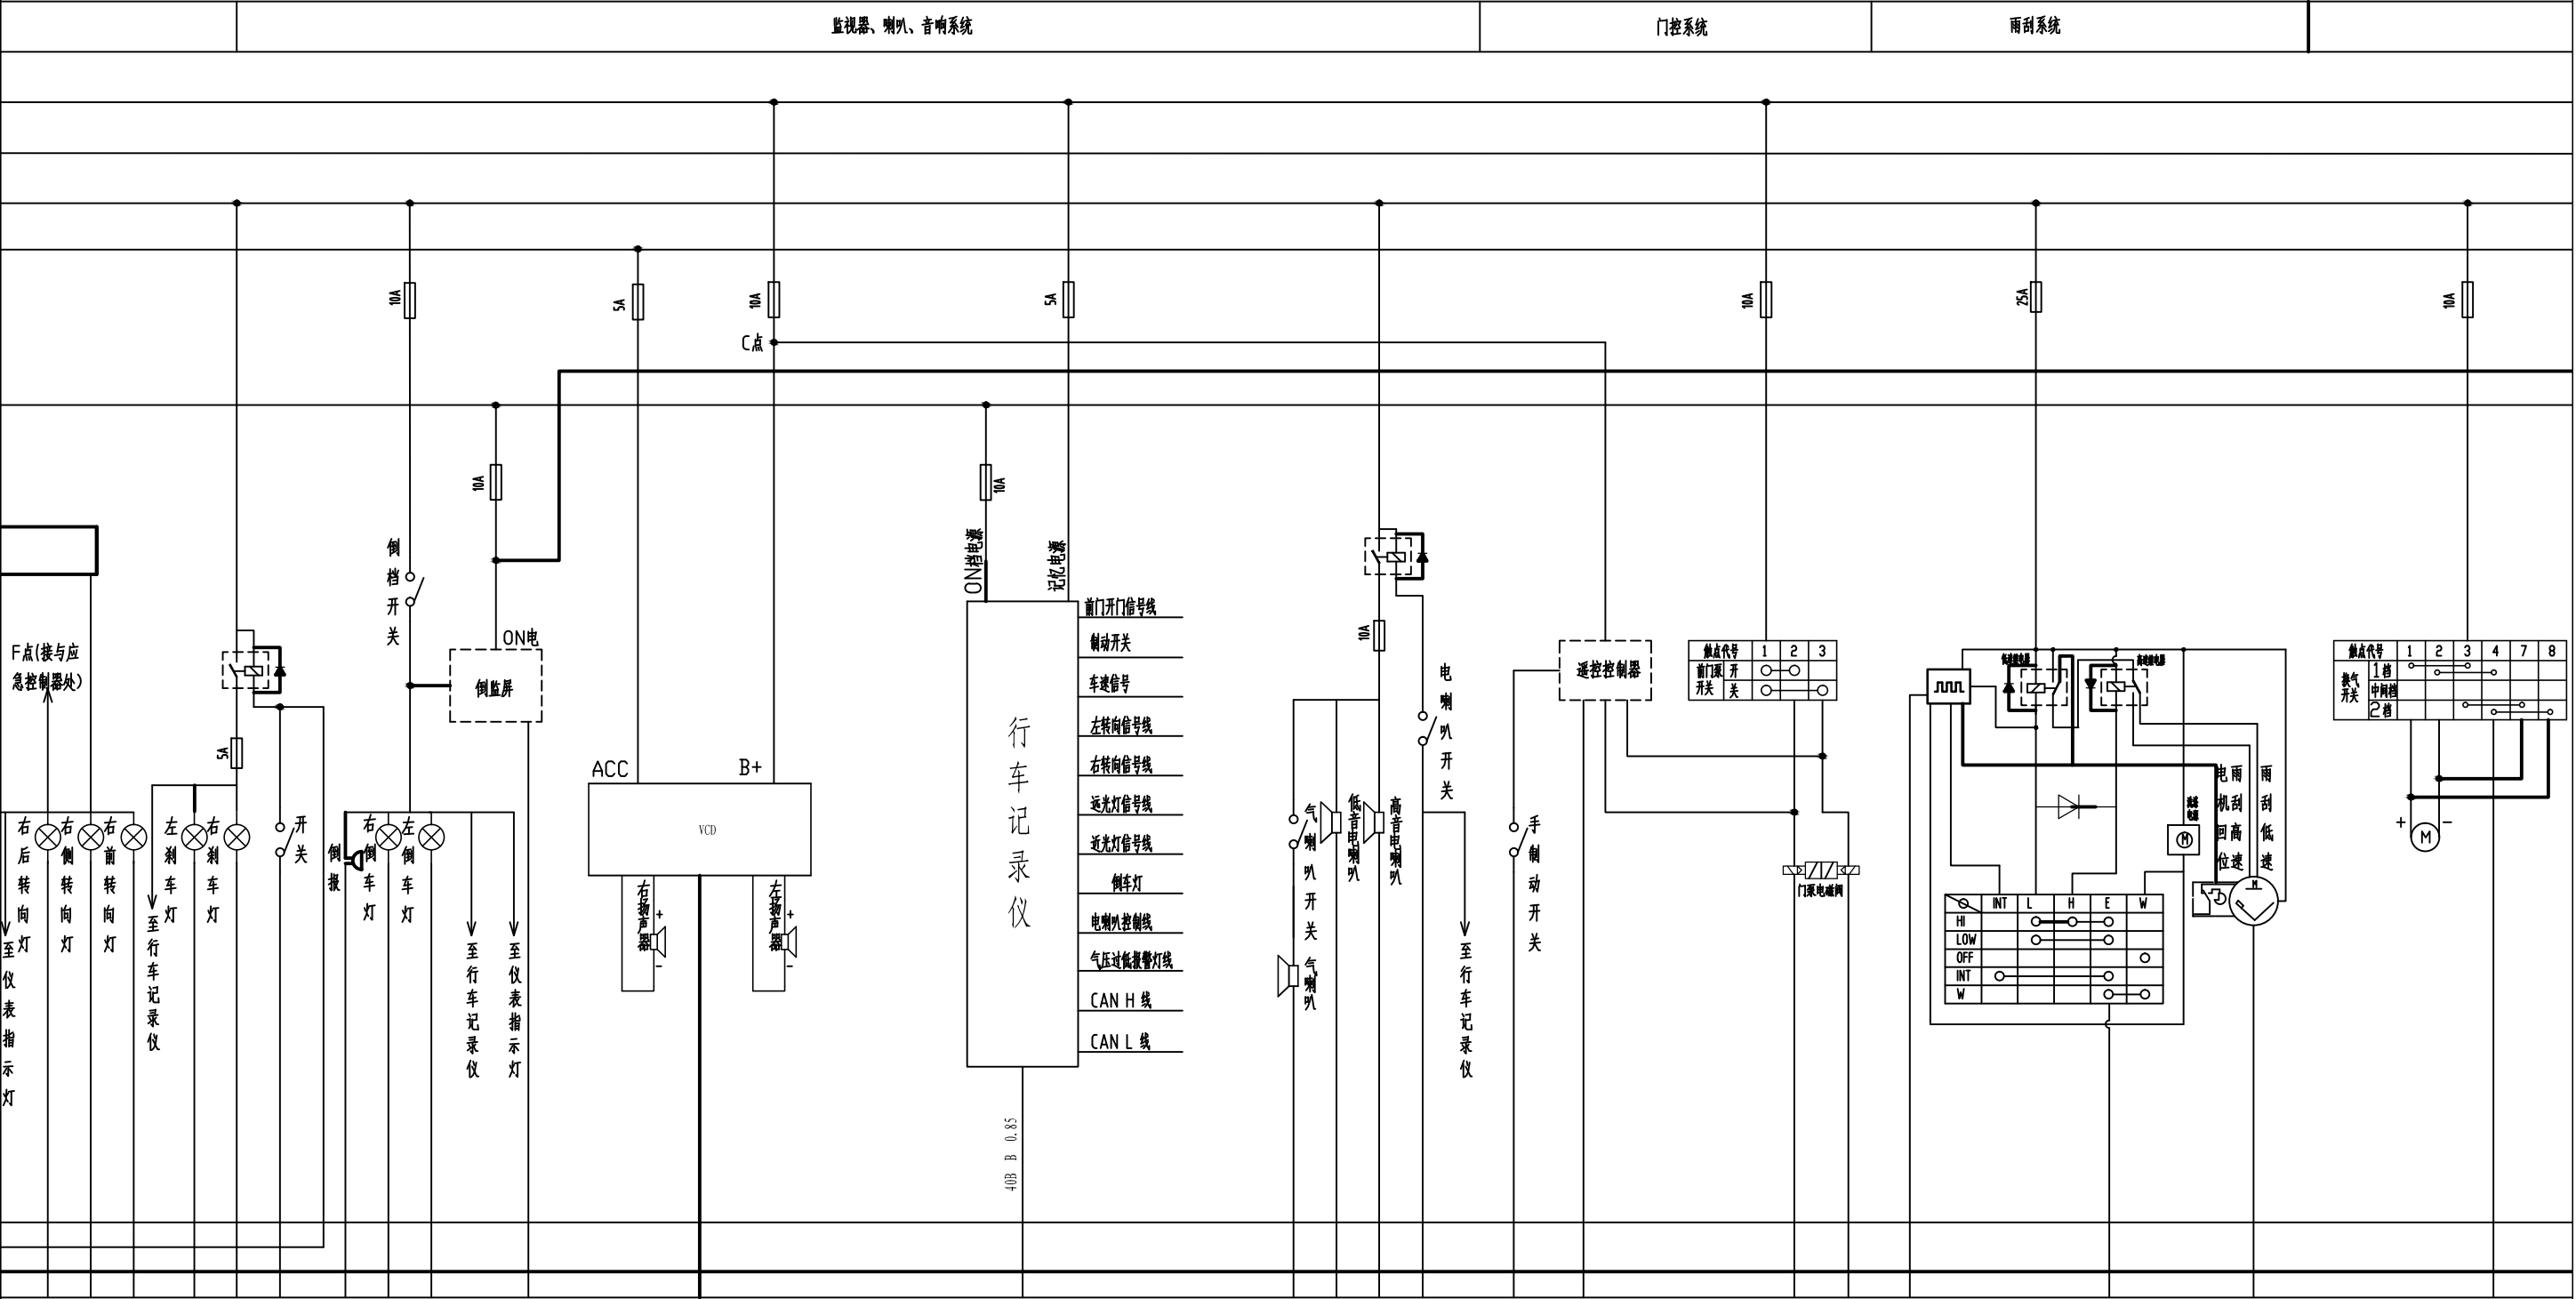 监视器、喇叭、音响系统
门控系统
雨刮系统
10A
5A
10A
5A
10A
25A
10A
C点
10A
10A
倒档开关
ON档电源
记忆电源
F点(接与应
急控制器处)
ON电
倒监屏
5A
10A
前门开门信号线
制动开关
车速信号
左转向信号线
右转向信号线
远光灯信号线
近光灯信号线
倒车灯
电喇叭控制线
气压过低报警灯线
CAN H 线
CAN L 线
行车记录仪
ACC
B+
VCD
右扬声器
+
-
左扬声器
+
-
40B B 0.85
至仪表指示灯
右后转向灯
右侧转向灯
右前转向灯
至行车记录仪
左刹车灯
右刹车灯
开关
倒报
右倒车灯
左倒车灯
至行车记录仪
至仪表指示灯
气喇叭开关
气喇叭
低音电喇叭
高音电喇叭
电喇叭开关
至行车记录仪
手制动开关
遥控控制器
触点代号 1 2 3
前门泵开关
开
关
门泵电磁阀
低速继电器
高速继电器
M
电机回位
雨刮高速
雨刮低速
INT L H E W
HI
LOW
OFF
INT
W
触点代号 1 2 3 4 7 8
换气开关
1档
中间档
2档
+
M
-